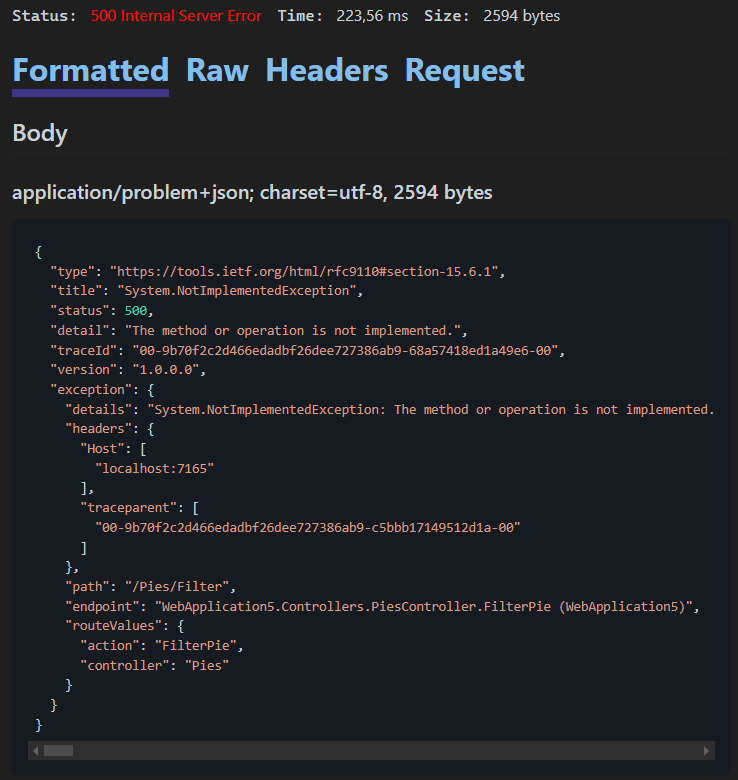 Status: 500 Internal Server Error Time: 223,56 ms Size: 2594 bytes
Formatted Raw Headers Request
Body
application/problem+json; charset=utf-8, 2594 bytes
{
  "type": "https://tools.ietf.org/html/rfc9110#section-15.6.1",
  "title": "System.NotImplementedException",
  "status": 500,
  "detail": "The method or operation is not implemented.",
  "traceId": "00-9b70f2c2d466edadbf26dee727386ab9-68a57418ed1a49e6-00",
  "version": "1.0.0.0",
  "exception": {
    "details": "System.NotImplementedException: The method or operation is not implemented.
    "headers": {
      "Host": [
        "localhost:7165"
      ],
      "traceparent": [
        "00-9b70f2c2d466edadbf26dee727386ab9-c5bbb17149512d1a-00"
      ]
    },
    "path": "/Pies/Filter",
    "endpoint": "WebApplication5.Controllers.PiesController.FilterPie (WebApplication5)",
    "routeValues": {
      "action": "FilterPie",
      "controller": "Pies"
    }
  }
}